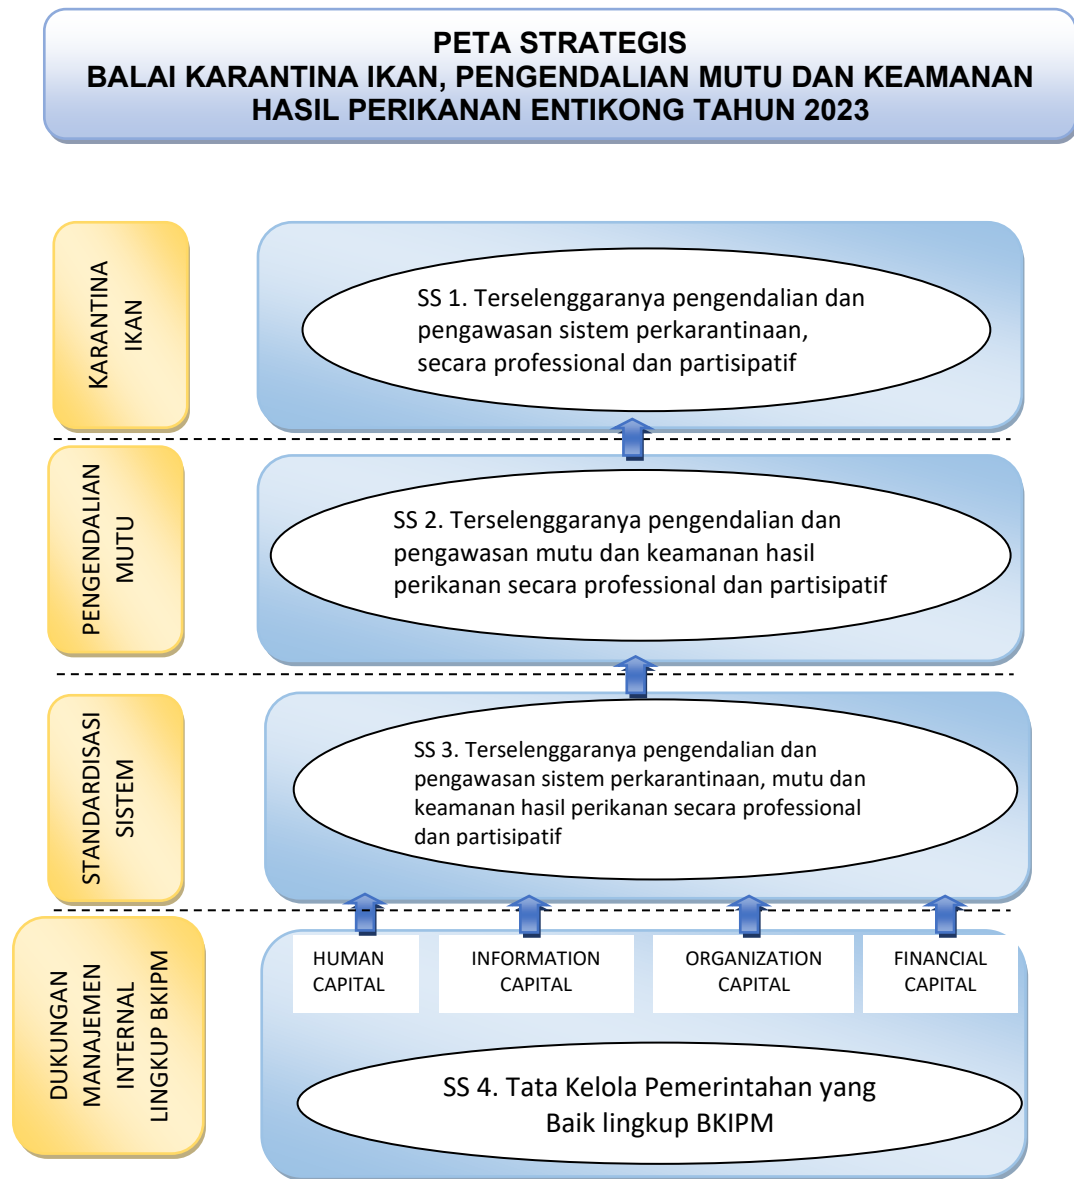 PETA STRATEGIS
BALAI KARANTINA IKAN, PENGENDALIAN MUTU DAN KEAMANAN
HASIL PERIKANAN ENTIKONG TAHUN 2023
KARANTINA
IKAN
SS 1. Terselenggaranya pengendalian dan
pengawasan sistem perkarantinaan,
secara professional dan partisipatif
PENGENDALIAN
MUTU
SS 2. Terselenggaranya pengendalian dan
pengawasan mutu dan keamanan hasil
perikanan secara professional dan partisipatif
STANDARDISASI
SISTEM
SS 3. Terselenggaranya pengendalian dan
pengawasan sistem perkarantinaan, mutu dan
keamanan hasil perikanan secara professional
dan partisipatif
DUKUNGAN
MANAJEMEN
INTERNAL
LINGKUP BKIPM
HUMAN
CAPITAL
INFORMATION
CAPITAL
ORGANIZATION
CAPITAL
FINANCIAL
CAPITAL
SS 4. Tata Kelola Pemerintahan yang
Baik lingkup BKIPM